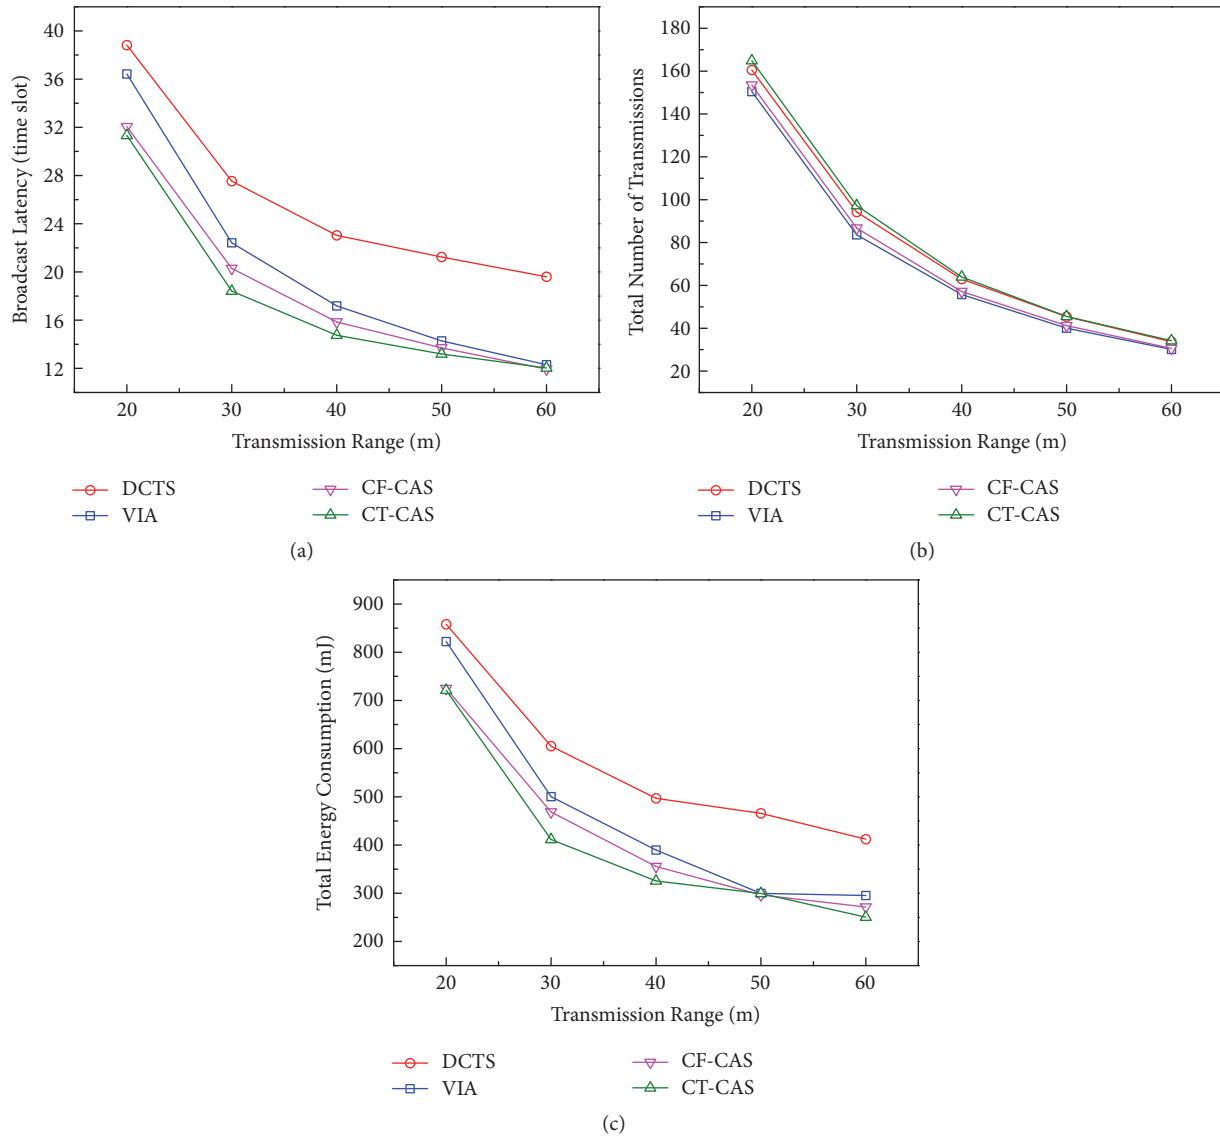 Broadcast Latency (time slot)
40
36
32
28
24
20
16
12
20 30 40 50 60
Transmission Range (m)
DCTS CF-CAS
VIA CT-CAS
(a)
Total Number of Transmissions
180
160
140
120
100
80
60
40
20
20 30 40 50 60
Transmission Range (m)
DCTS CF-CAS
VIA CT-CAS
(b)
Total Energy Consumption (mJ)
900
800
700
600
500
400
300
200
20 30 40 50 60
Transmission Range (m)
DCTS CF-CAS
VIA CT-CAS
(c)